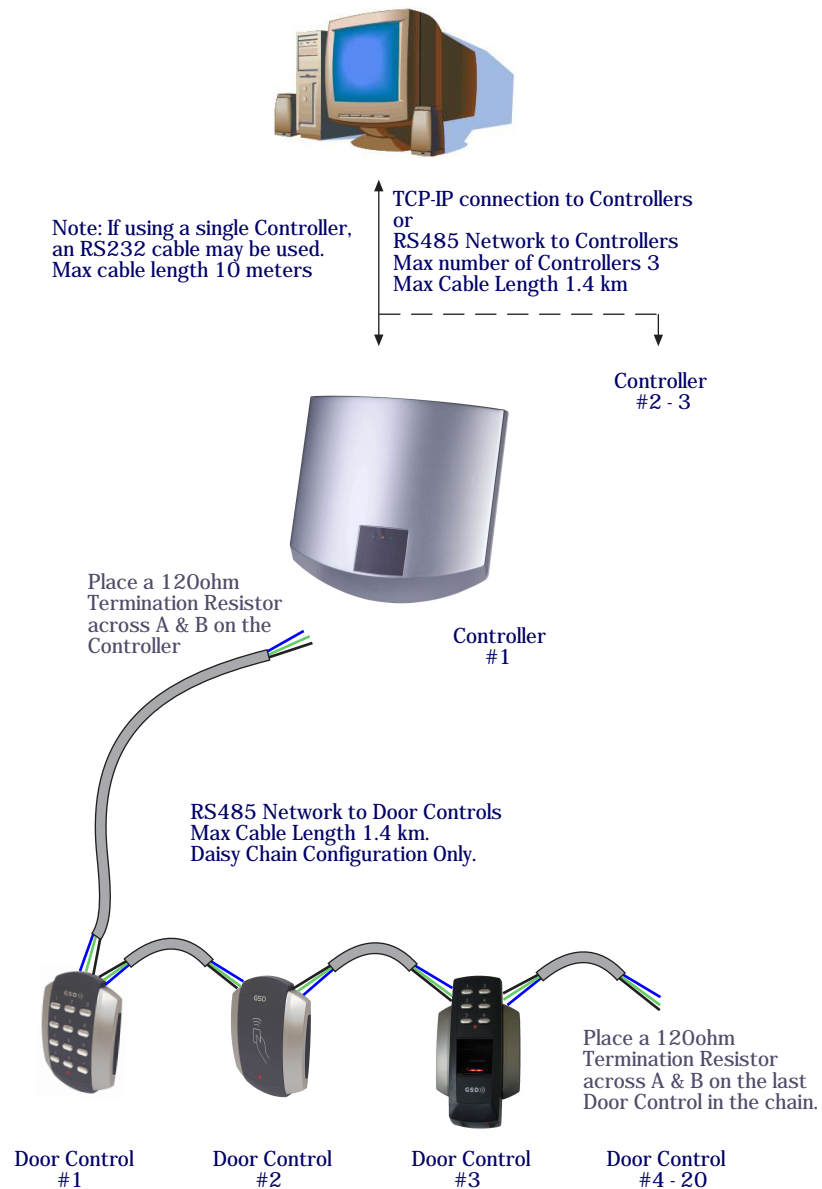 TCP-IP connection to Controllers
or
RS485 Network to Controllers
Max number of Controllers 3
Max Cable Length 1.4 km
Note: If using a single Controller,
an RS232 cable may be used.
Max cable length 10 meters
Controller
#2 - 3
Place a 120ohm
Termination Resistor
across A & B on the
Controller
Controller
#1
RS485 Network to Door Controls
Max Cable Length 1.4 km.
Daisy Chain Configuration Only.
GSD
GSD
GSD
Place a 120ohm
Termination Resistor
across A & B on the last
Door Control in the chain.
Door Control
#1
Door Control
#2
Door Control
#3
Door Control
#4 - 20